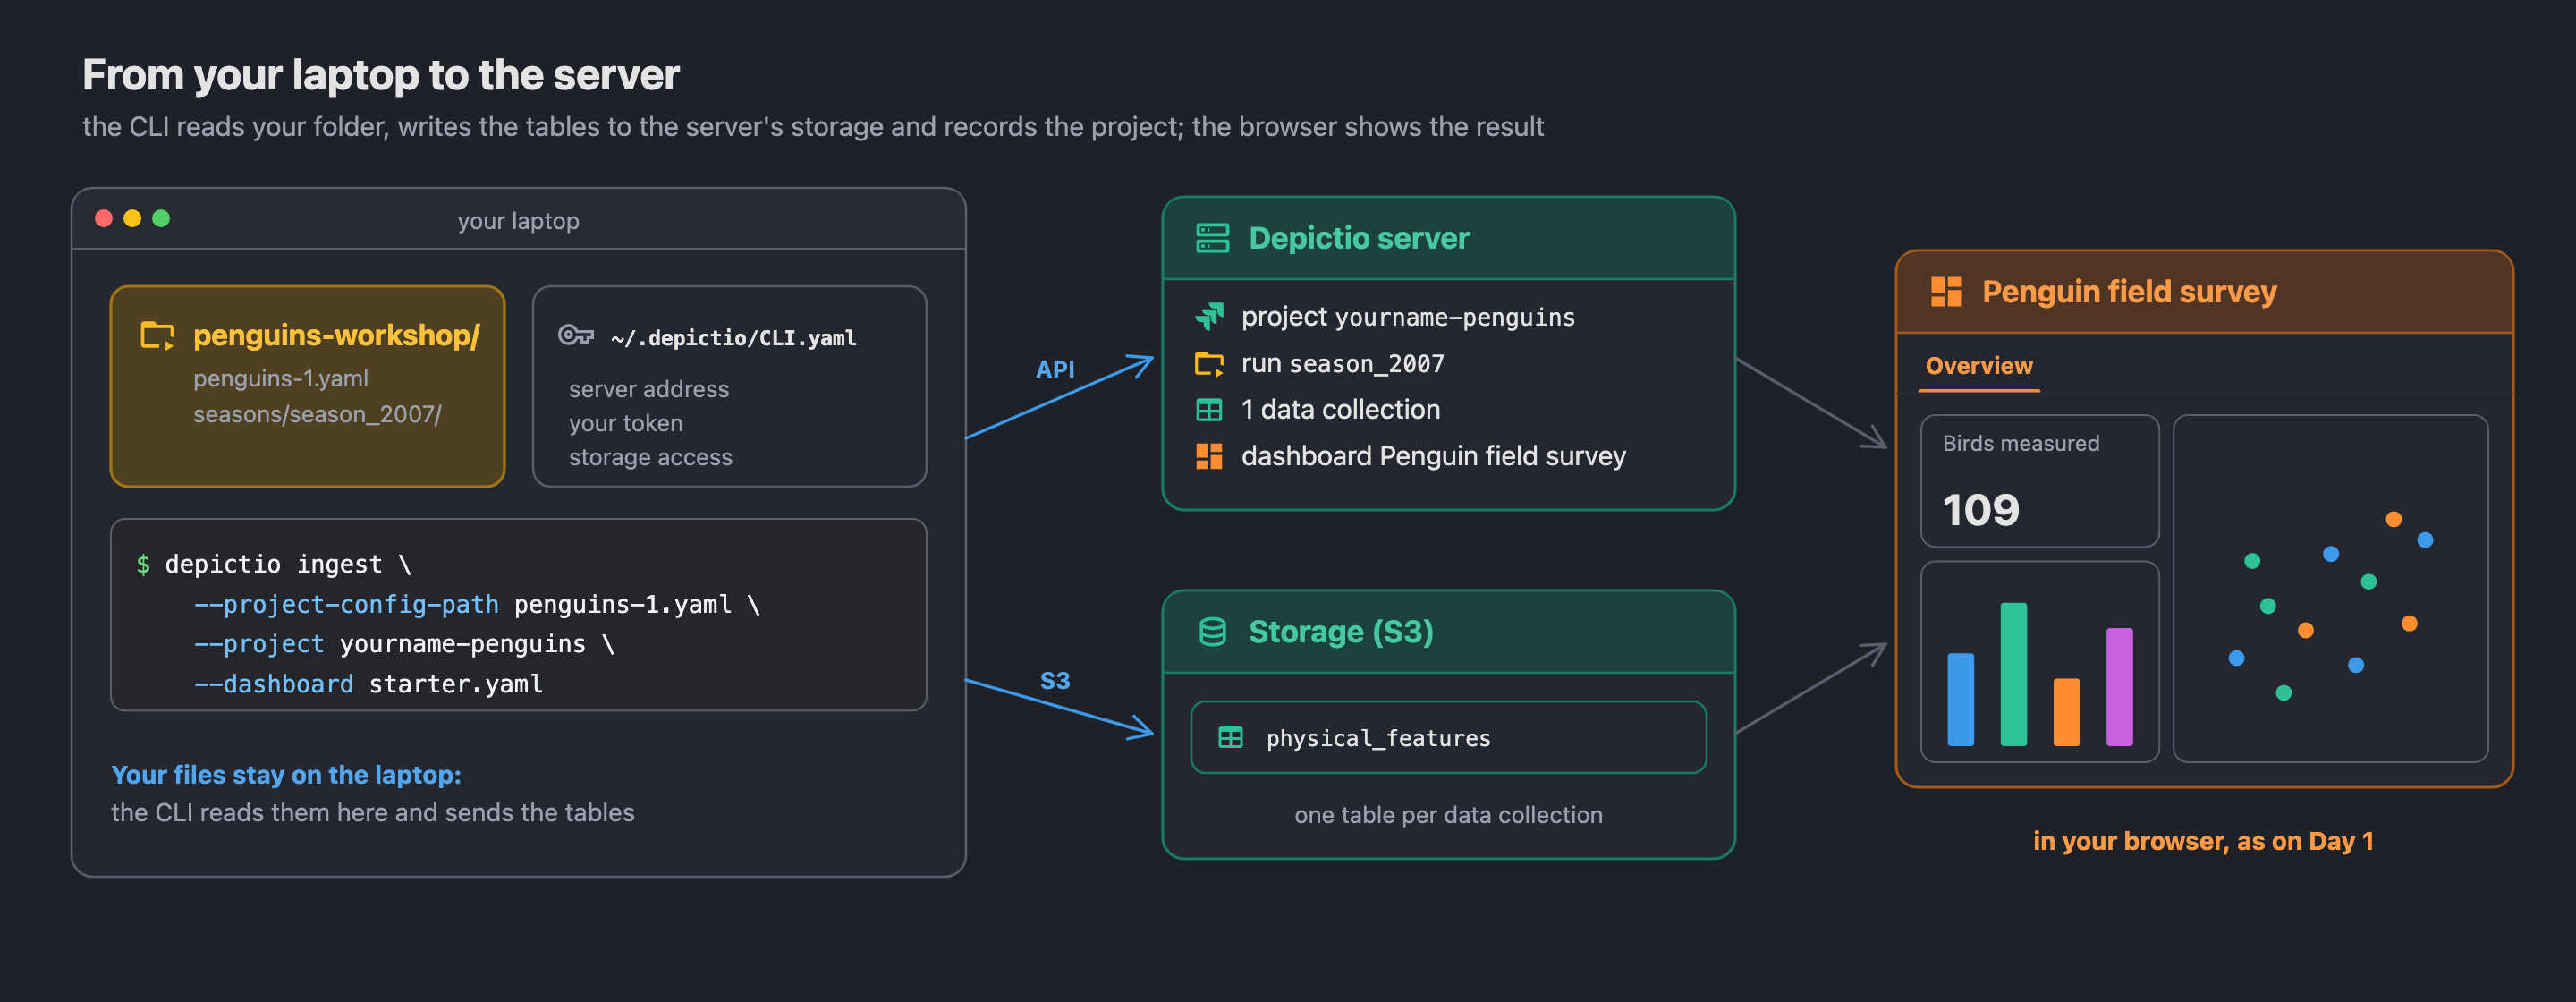 From your laptop to the server
the CLI reads your folder, writes the tables to the server's storage and records the project; the browser shows the result
your laptop
penguins-workshop/
penguins-1.yaml
seasons/season_2007/
~/.depictio/CLI.yaml
server address
your token
storage access
$ depictio ingest \
--project-config-path penguins-1.yaml \
--project yourname-penguins \
--dashboard starter.yaml
Your files stay on the laptop:
the CLI reads them here and sends the tables
API
S3
Depictio server
project yourname-penguins
run season_2007
1 data collection
dashboard Penguin field survey
Storage (S3)
physical_features
one table per data collection
Penguin field survey
Overview
Birds measured
109
in your browser, as on Day 1